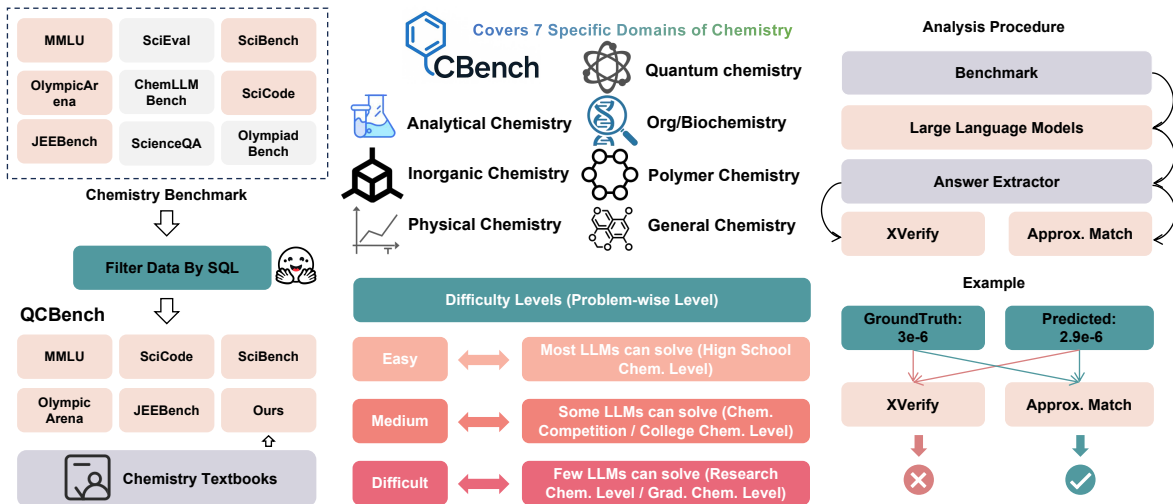 MMLU
SciEval
SciBench
OlympicAr
ena
ChemLLM
Bench
SciCode
JEEBench
ScienceQA
Olympiad
Bench
Chemistry Benchmark
Filter Data By SQL
QCBench
MMLU
SciCode
SciBench
Olympic
Arena
JEEBench
Ours
Chemistry Textbooks
CBench
Covers 7 Specific Domains of Chemistry
Quantum chemistry
Analytical Chemistry
Org/Biochemistry
Inorganic Chemistry
Polymer Chemistry
Physical Chemistry
General Chemistry
T
Difficulty Levels (Problem-wise Level)
Easy
Most LLMs can solve (Hign School
Chem. Level)
Medium
Some LLMs can solve (Chem.
Competition / College Chem. Level)
Difficult
Few LLMs can solve (Research
Chem. Level / Grad. Chem. Level)
Analysis Procedure
Benchmark
Large Language Models
Answer Extractor
XVerify
Approx. Match
Example
GroundTruth:
3e-6
Predicted:
2.9e-6
XVerify
Approx. Match